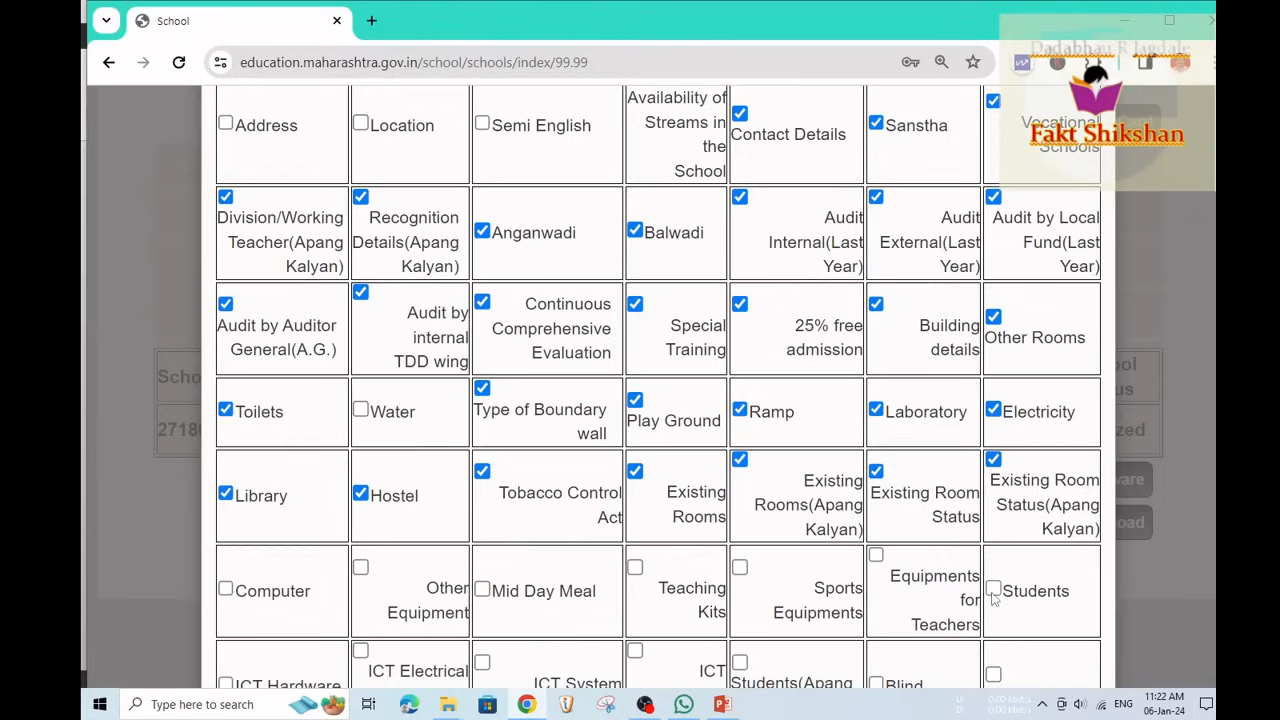 School
education.maharashtra.gov.in/school/schools/index/99.99
Dadabhau R Jagdale
Fakt Shikshan
Address
Location
Semi English
Availability of
Streams in
the
School
Contact Details
Sanstha
Vocational
Schools
Division/Working
Teacher(Apang
Kalyan)
Recognition
Details(Apang
Kalyan)
Anganwadi
Balwadi
Audit
Internal(Last
Year)
Audit
External(Last
Year)
Audit by Local
Fund(Last
Year)
Audit by Auditor
General(A.G.)
Audit by
internal
TDD wing
Continuous
Comprehensive
Evaluation
Special
Training
25% free
admission
Building
details
Other Rooms
Toilets
Water
Type of Boundary
wall
Play Ground
Ramp
Laboratory
Electricity
Library
Hostel
Tobacco Control
Act
Existing
Rooms
Existing
Rooms(Apang
Kalyan)
Existing Room
Status
Existing Room
Status(Apang
Kalyan)
Computer
Other
Equipment
Mid Day Meal
Teaching
Kits
Sports
Equipments
Equipments
for
Teachers
Students
ICT Hardware
ICT Electrical
ICT System
ICT
Students(Apang
Blind
Type here to search
ENG
11:22 AM
06-Jan-24